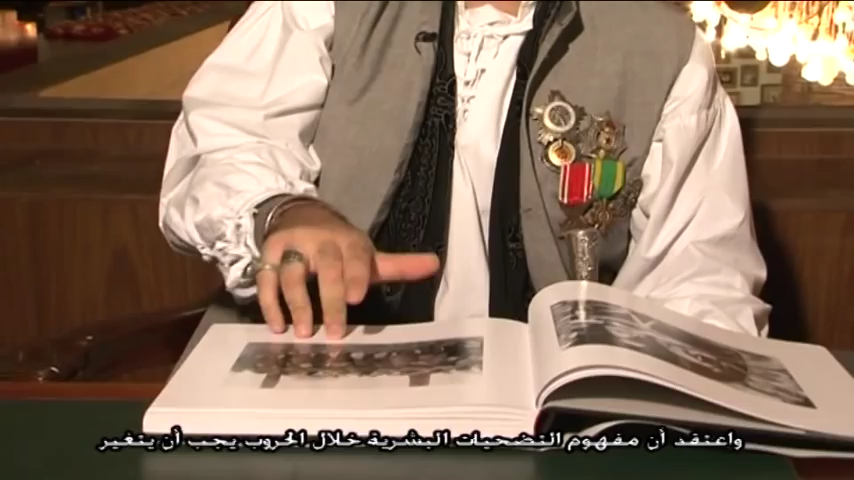 واعتقد أن مفهوم التضحيات البشرية خلال الحروب يجب أن يتغير